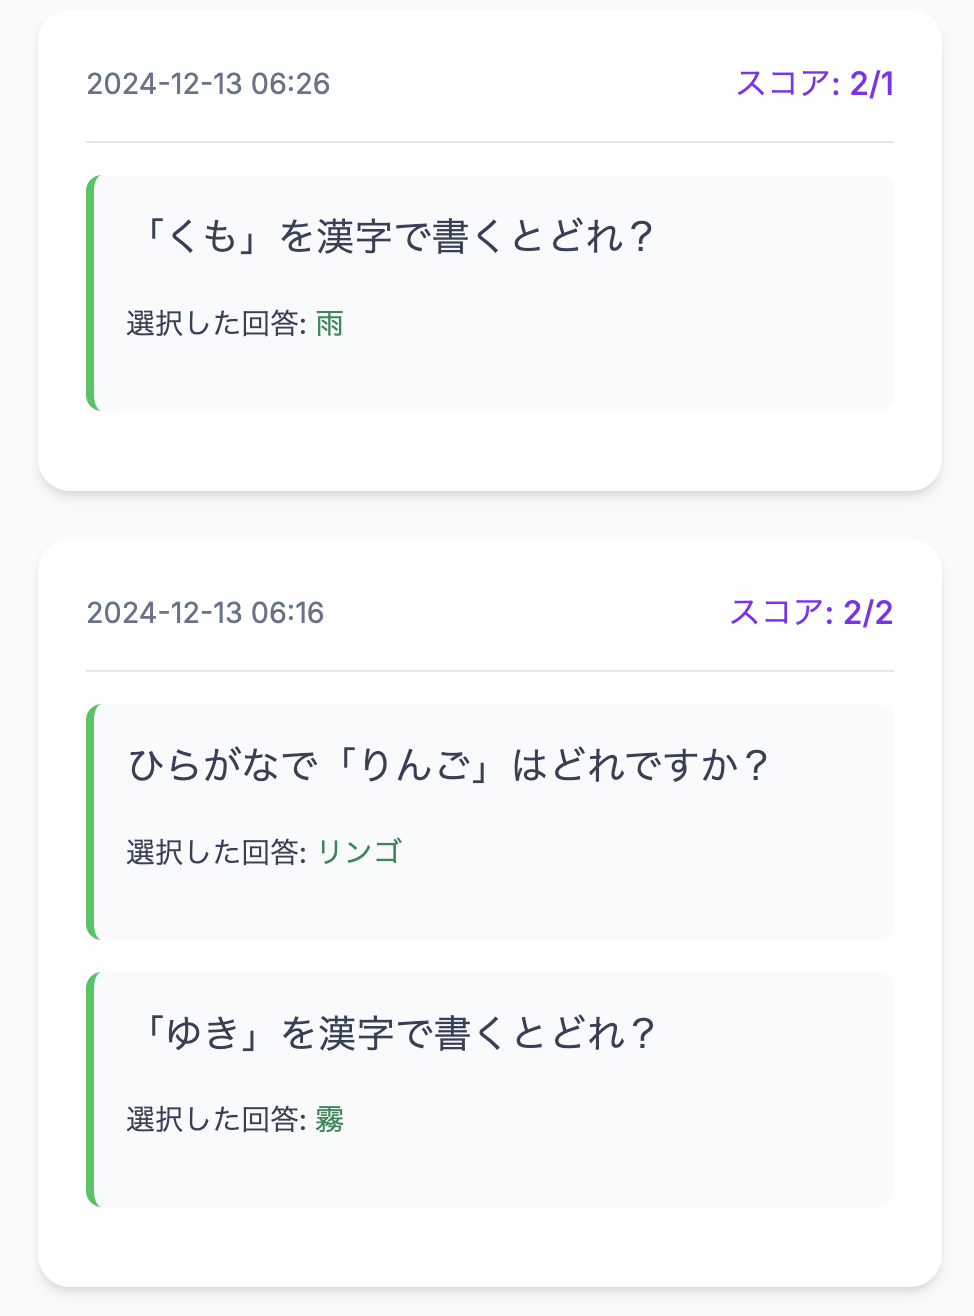 2024-12-13 06:26
スコア: 2/1
「くも」を漢字で書くとどれ？
選択した回答: 雨
2024-12-13 06:16
スコア: 2/2
ひらがなで「りんご」はどれですか？
選択した回答: リンゴ
「ゆき」を漢字で書くとどれ？
選択した回答: 霧